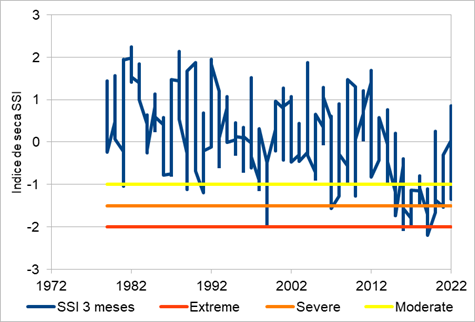 3
2
1
0
-1
-2
-3
Indice de seca SSI
1972 1982 1992 2002 2012 2022
SSI 3 meses Extreme Severe Moderate